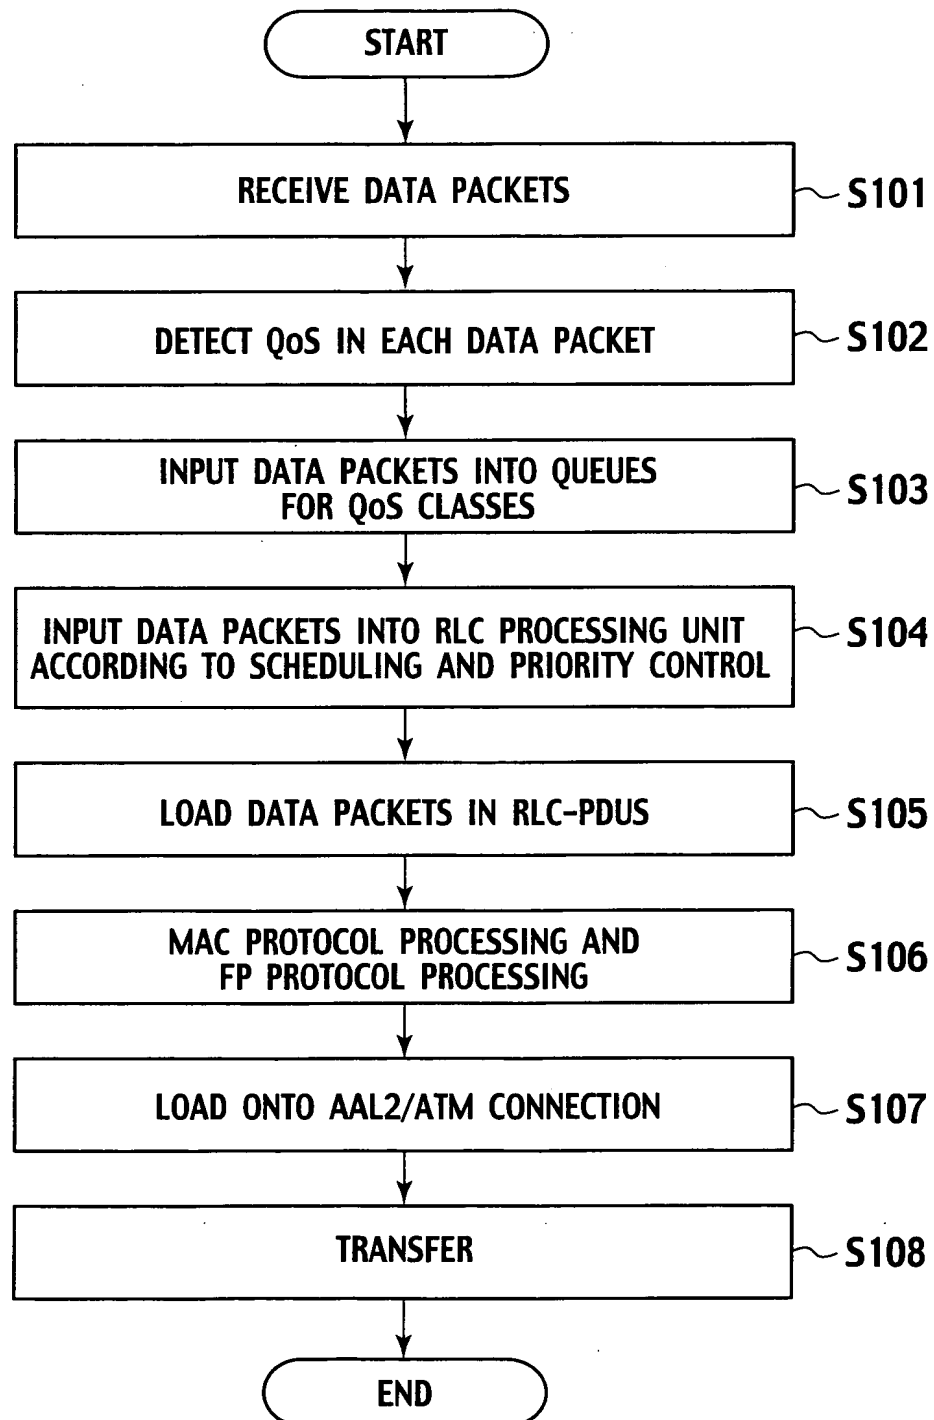 START
RECEIVE DATA PACKETS
S101
DETECT QoS IN EACH DATA PACKET
S102
INPUT DATA PACKETS INTO QUEUES
FOR QoS CLASSES
S103
INPUT DATA PACKETS INTO RLC PROCESSING UNIT
ACCORDING TO SCHEDULING AND PRIORITY CONTROL
S104
LOAD DATA PACKETS IN RLC-PDUS
S105
MAC PROTOCOL PROCESSING AND
FP PROTOCOL PROCESSING
S106
LOAD ONTO AAL2/ATM CONNECTION
S107
TRANSFER
S108
END